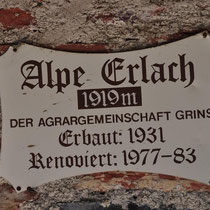 Alpe Erlach
1919m
DER AGRARGEMEINSCHAFT GRINS
Erbaut: 1931
Renoviert: 1977-83